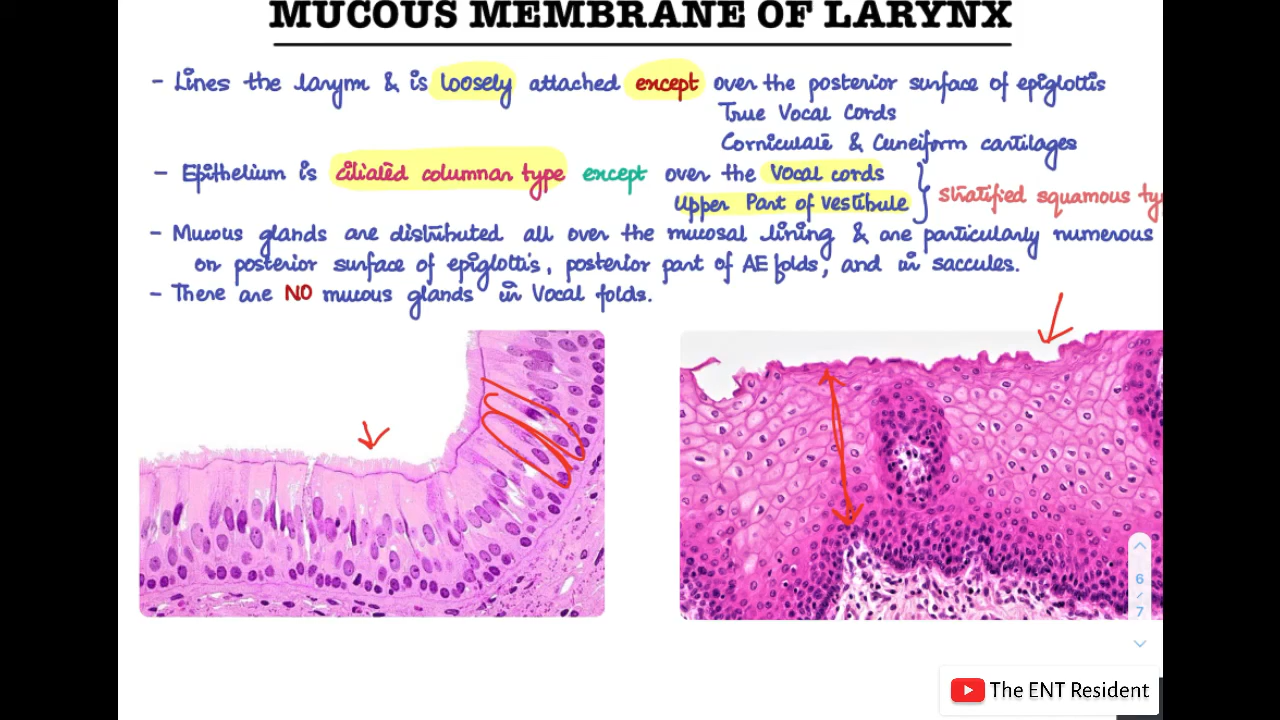 MUCOUS MEMBRANE OF LARYNX
- Lines the larynx & is loosely attached except over the posterior surface of epiglottis
True Vocal Cords
Corniculate & Cuneiform cartilages
- Epithelium is ciliated columnar type except over the Vocal cords
Upper Part of vestibule } stratified squamous ty
- Mucous glands are distributed all over the mucosal lining & are particularly numerous
on posterior surface of epiglottis, posterior part of AE folds, and in saccules.
- There are NO mucous glands in Vocal folds.
6
/
7
The ENT Resident